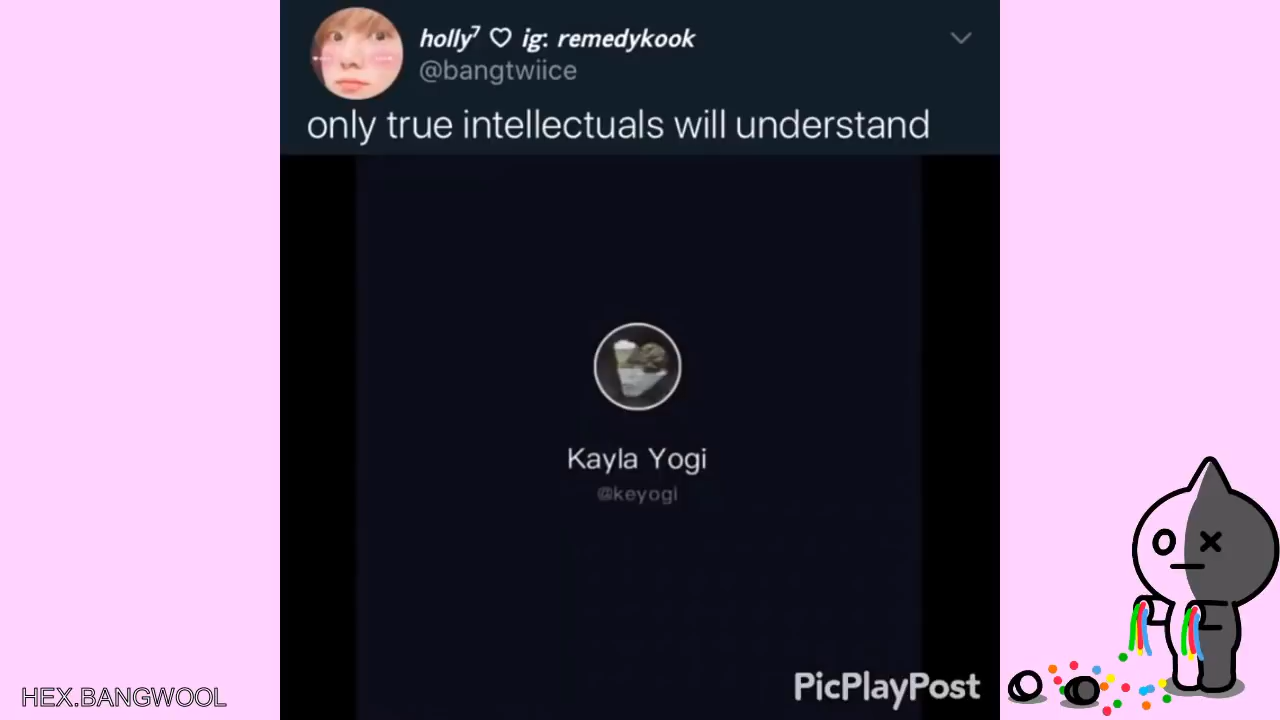 holly⁷ ♡ ig: remedykook
@bangtwiice
only true intellectuals will understand
Kayla Yogi
@keyogi
PicPlayPost
HEX.BANGWOOL